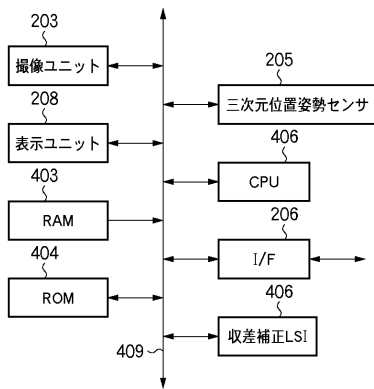 203
撮像ユニット
208
表示ユニット
403
RAM
404
ROM
409
205
三次元位置姿勢センサ
406
CPU
206
I/F
406
収差補正LSI